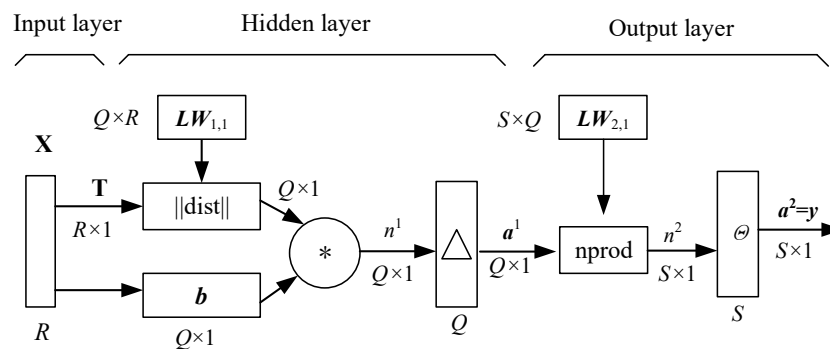 Input layer
Hidden layer
Output layer
Q×R
LW1,1
S×Q
LW2,1
X
T
R×1
||dist||
Q×1
*
n1
Q×1
a1
Q×1
nprod
n2
S×1
Θ
a2=y
S×1
b
Q×1
R
Q
S